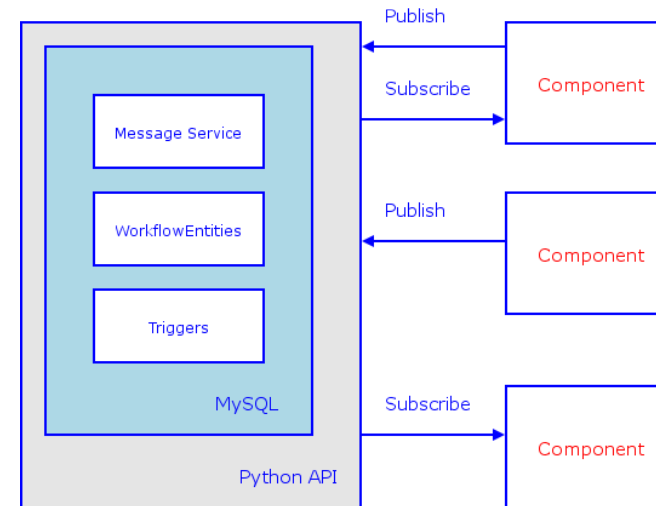 Publish
Component
Subscribe
Message Service
Publish
WorkflowEntities
Component
Triggers
MySQL
Subscribe
Component
Python API